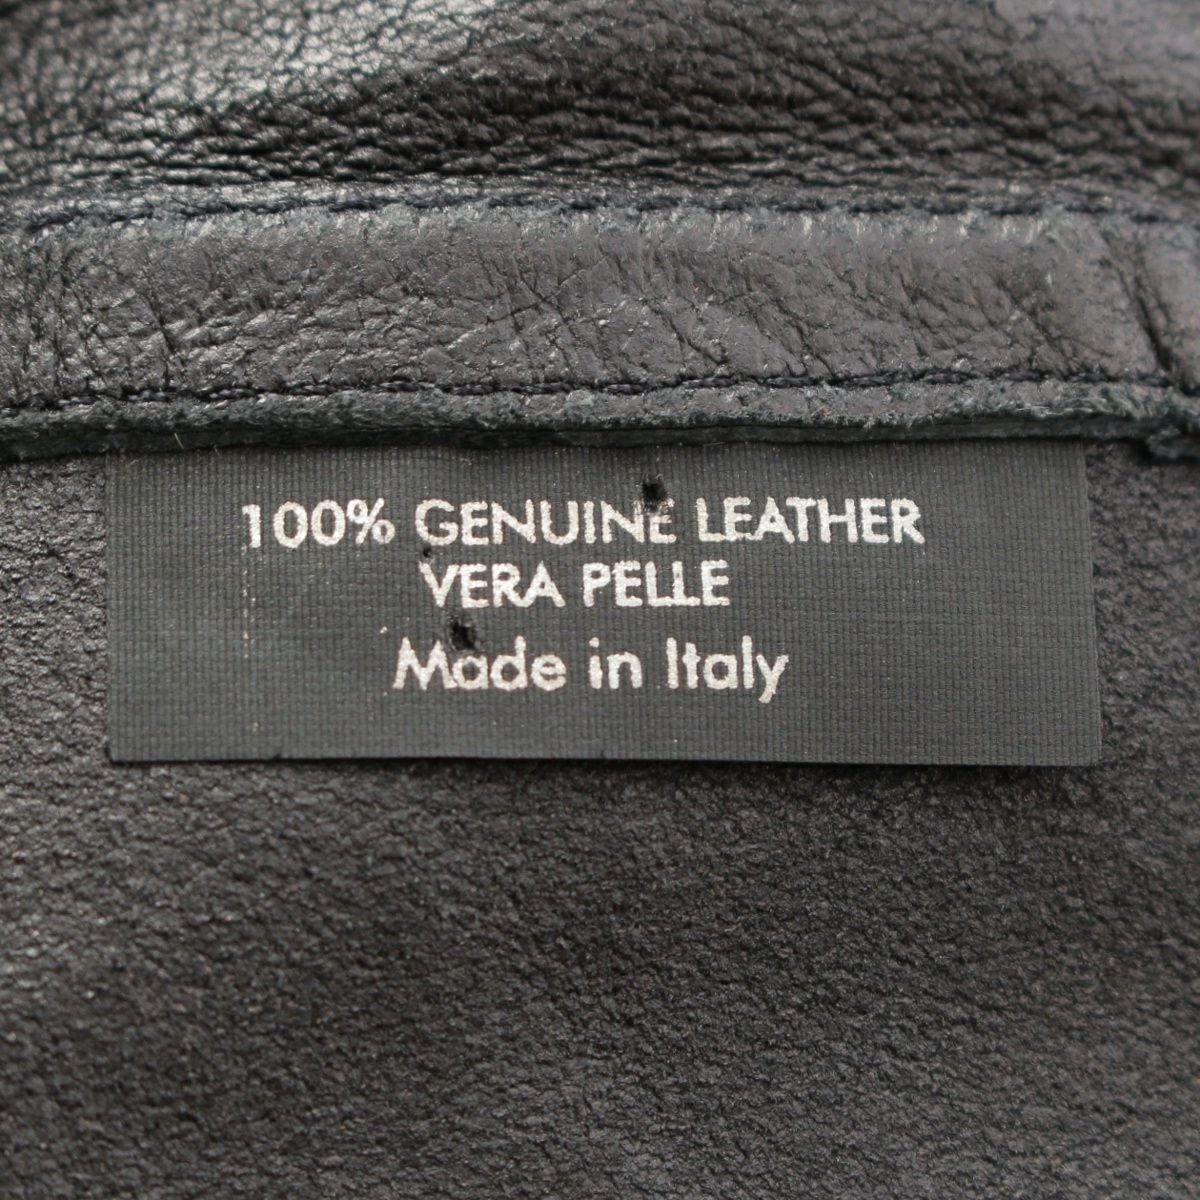 100% GENUINE LEATHER
VERA PELLE
Made in Italy